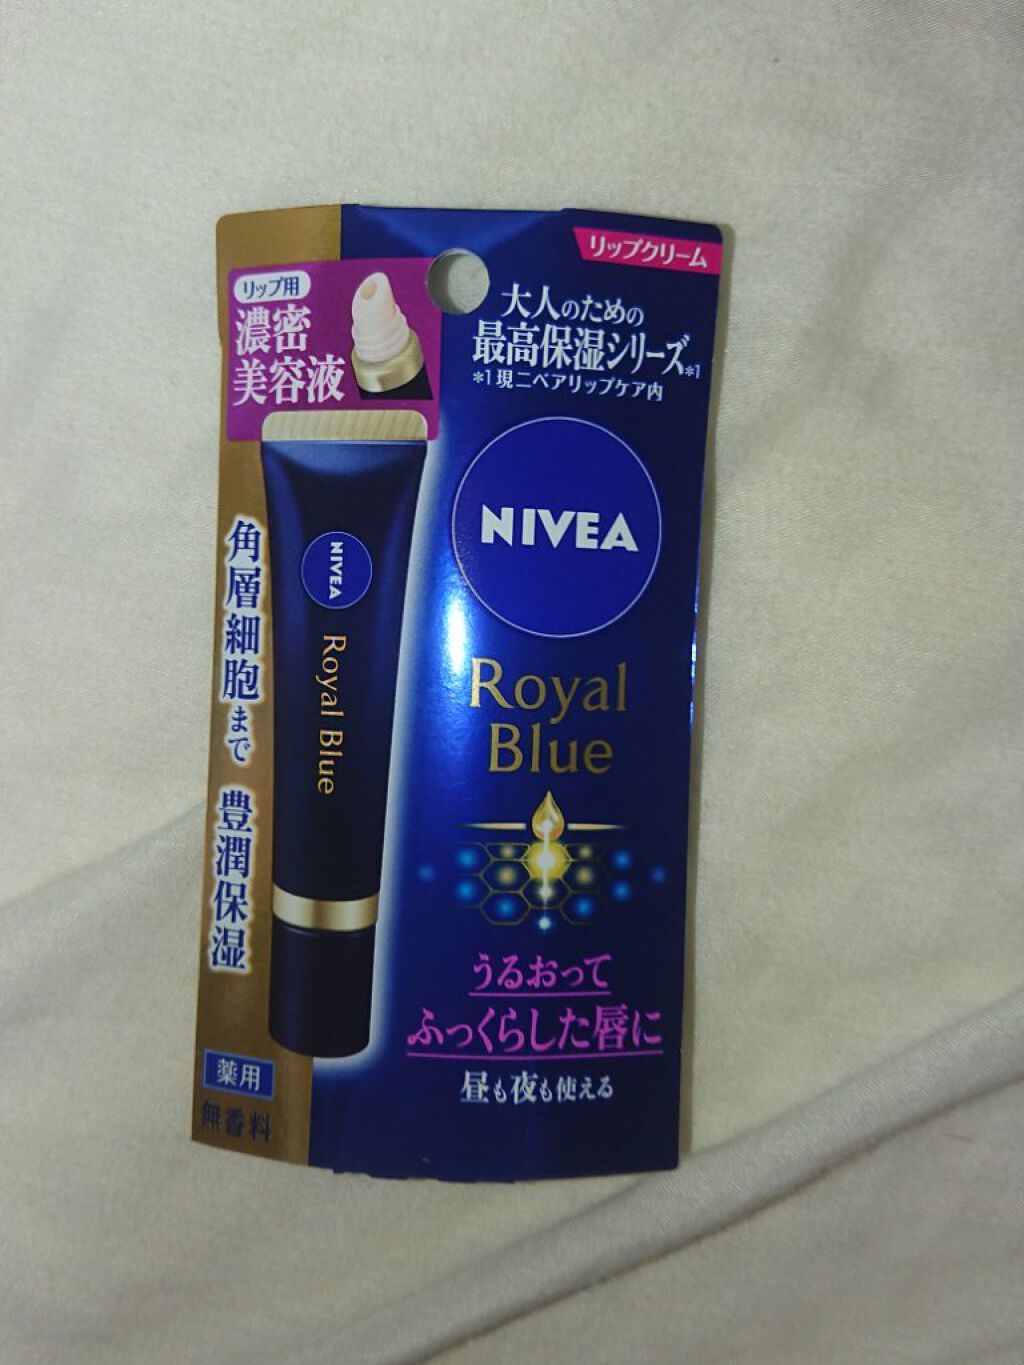 リップクリーム
リップ用
濃密
美容液
大人のための
最高保湿シリーズ*1
*1 現ニベアリップケア内
NIVEA
NIVEA
Royal Blue
Royal
Blue
角層細胞まで 豊潤保湿
うるおって
ふっくらした唇に
昼も夜も使える
薬用
無香料